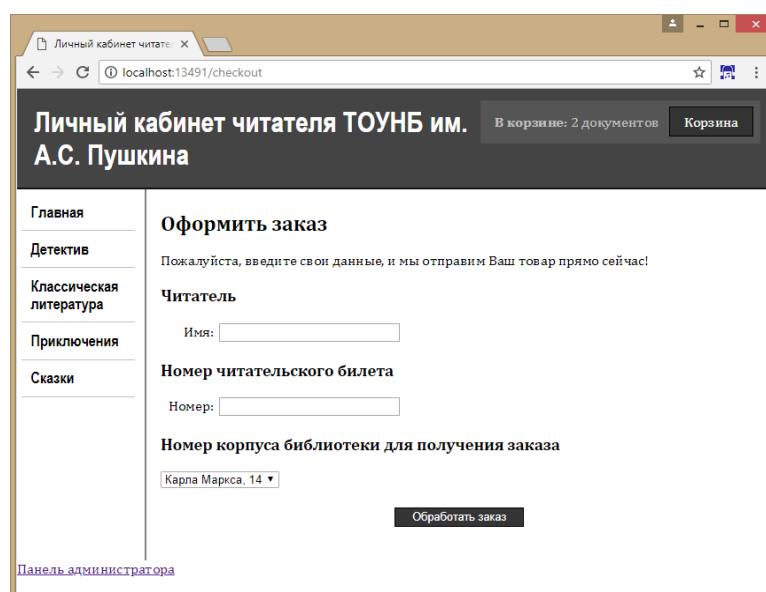 Личный кабинет читате
localhost:13491/checkout
Личный кабинет читателя ТОУНБ им.
А.С. Пушкина
В корзине: 2 документов
Корзина
Главная
Детектив
Классическая
литература
Приключения
Сказки
Оформить заказ
Пожалуйста, введите свои данные, и мы отправим Ваш товар прямо сейчас!
Читатель
Имя:
Номер читательского билета
Номер:
Номер корпуса библиотеки для получения заказа
Карла Маркса, 14
Обработать заказ
Панель администратора